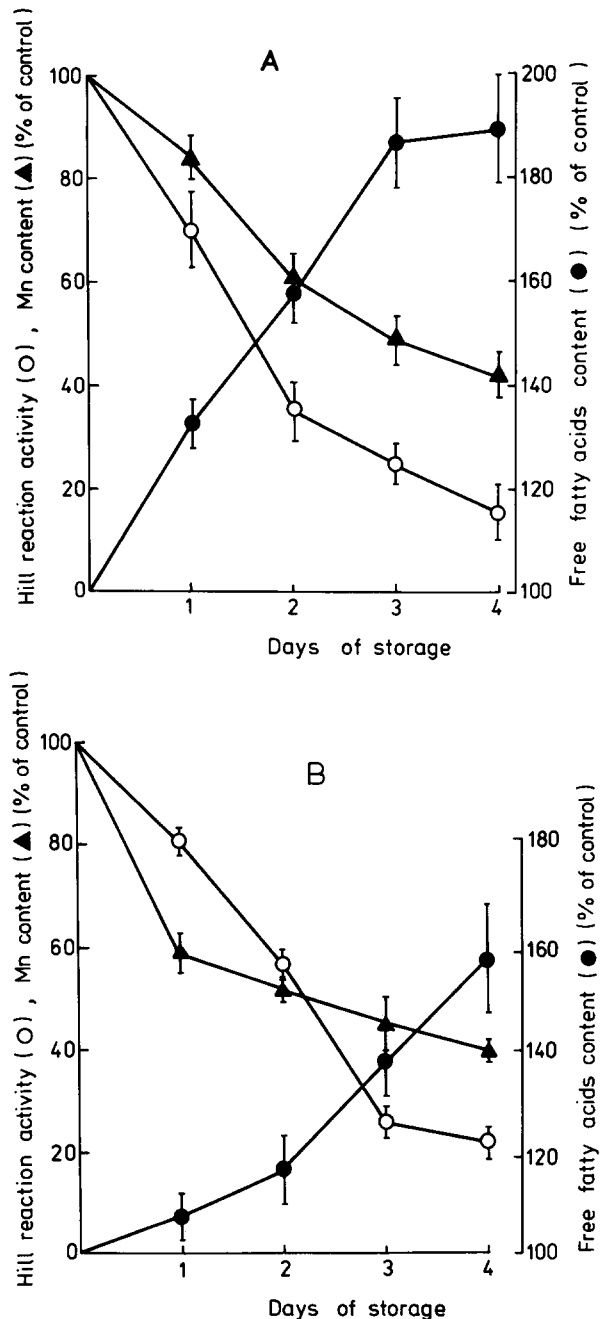 A
Hill reaction activity (○) , Mn content (▲) (% of control)
100
80
60
40
20
0
200
180
160
140
120
100
Free fatty acids content (●) (% of control)
1 2 3 4
Days of storage
B
Hill reaction activity (○) , Mn content (▲) (% of control)
100
80
60
40
20
0
180
160
140
120
100
Free fatty acids content (●) (% of control)
1 2 3 4
Days of storage